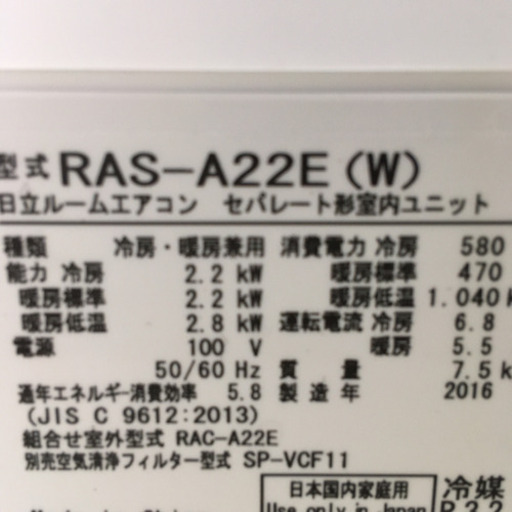 型式 RAS-A22E(W)
日立ルームエアコン セパレート形室内ユニット
種類 冷房・暖房兼用 消費電力 冷房 580
能力 冷房 2.2 kW 暖房標準 470
暖房標準 2.2 kW 暖房低温 1.040
暖房低温 2.8 kW 運転電流 冷房 6.8
電源 100 V 暖房 5.5
50/60 Hz 質量 7.5
通年エネルギー消費効率 5.8 製造年 2016
(JIS C 9612:2013)
組合せ室外型式 RAC-A22E
別売空気清浄フィルター型式 SP-VCF11
日本国内家庭用 冷媒
Use only in Japan